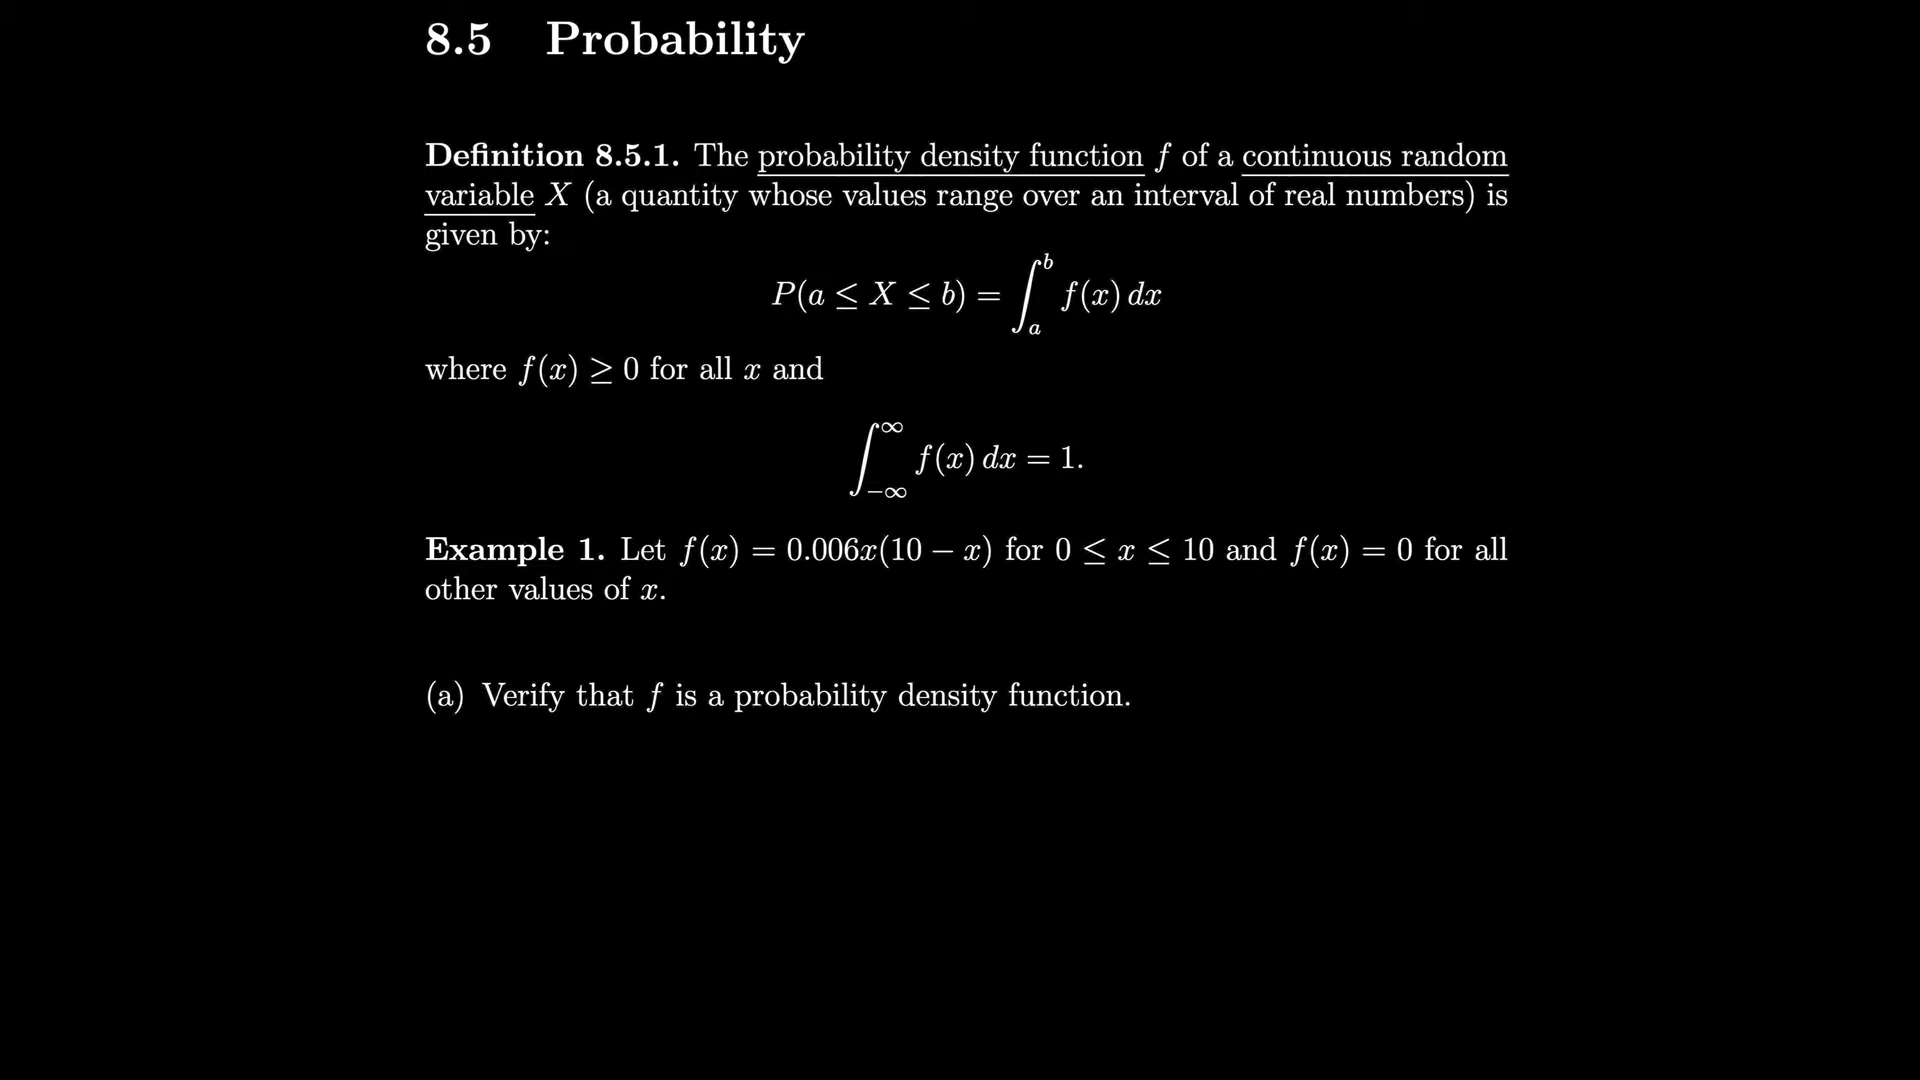 8.5 Probability
Definition 8.5.1. The probability density function f of a continuous random
variable X (a quantity whose values range over an interval of real numbers) is
given by:
P(a ≤ X ≤ b) = ∫_a^b f(x) dx
where f(x) ≥ 0 for all x and
∫_{-∞}^{∞} f(x) dx = 1.
Example 1. Let f(x) = 0.006x(10 − x) for 0 ≤ x ≤ 10 and f(x) = 0 for all
other values of x.
(a) Verify that f is a probability density function.